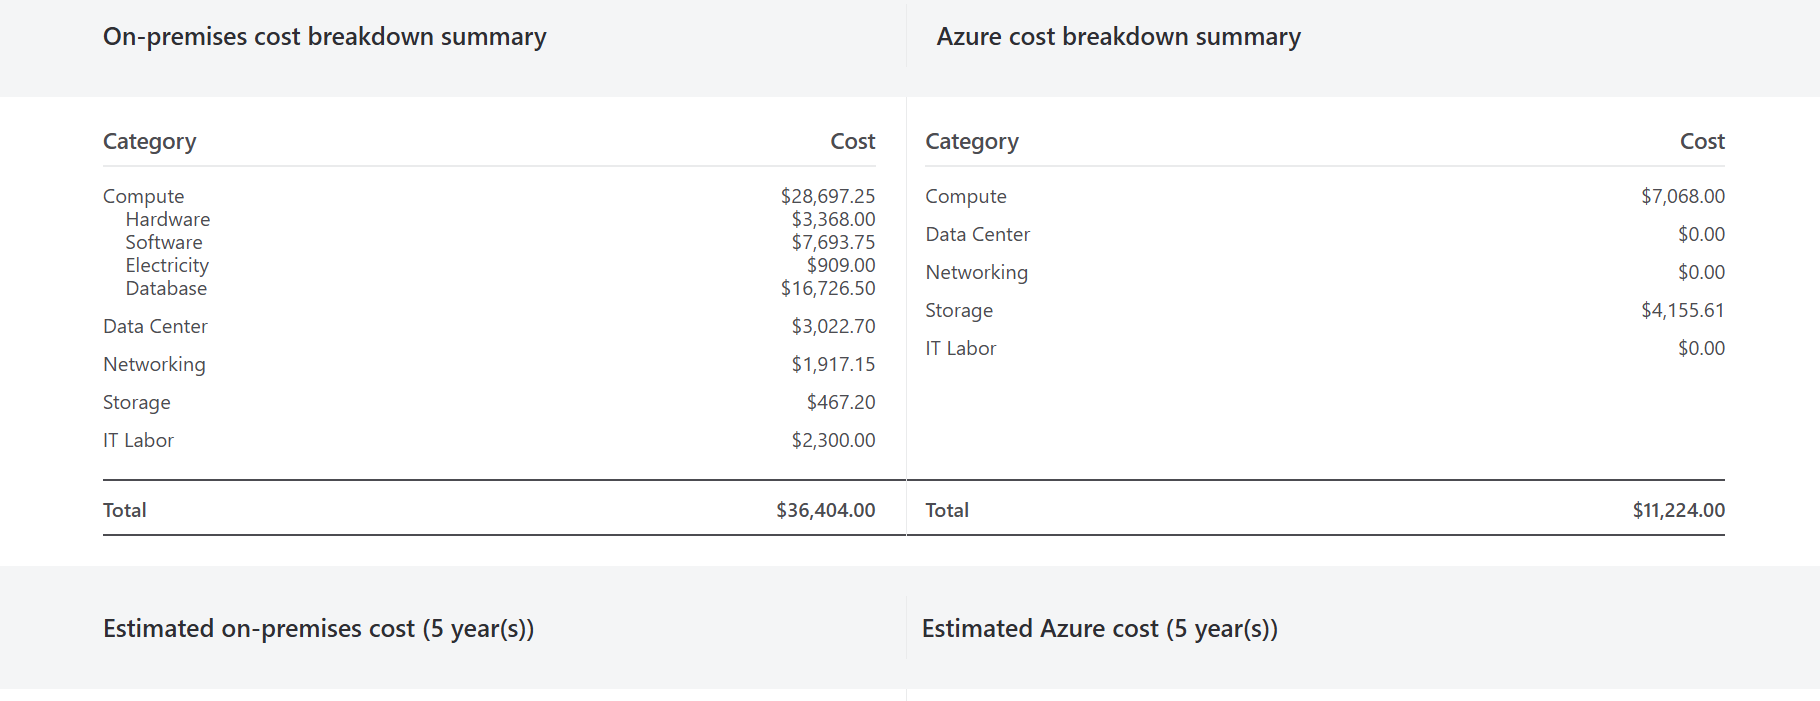 On-premises cost breakdown summary
Category Cost
Compute $28,697.25
Hardware $3,368.00
Software $7,693.75
Electricity $909.00
Database $16,726.50
Data Center $3,022.70
Networking $1,917.15
Storage $467.20
IT Labor $2,300.00
Total $36,404.00
Azure cost breakdown summary
Category Cost
Compute $7,068.00
Data Center $0.00
Networking $0.00
Storage $4,155.61
IT Labor $0.00
Total $11,224.00
Estimated on-premises cost (5 year(s))
Estimated Azure cost (5 year(s))